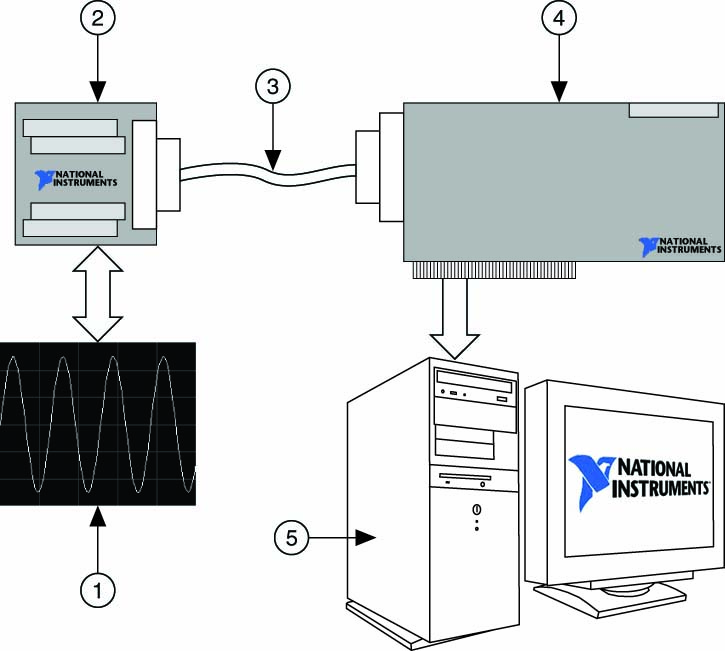 2
4
3
NATIONAL
INSTRUMENTS
NATIONAL
INSTRUMENTS
NATIONAL
INSTRUMENTS
5
1